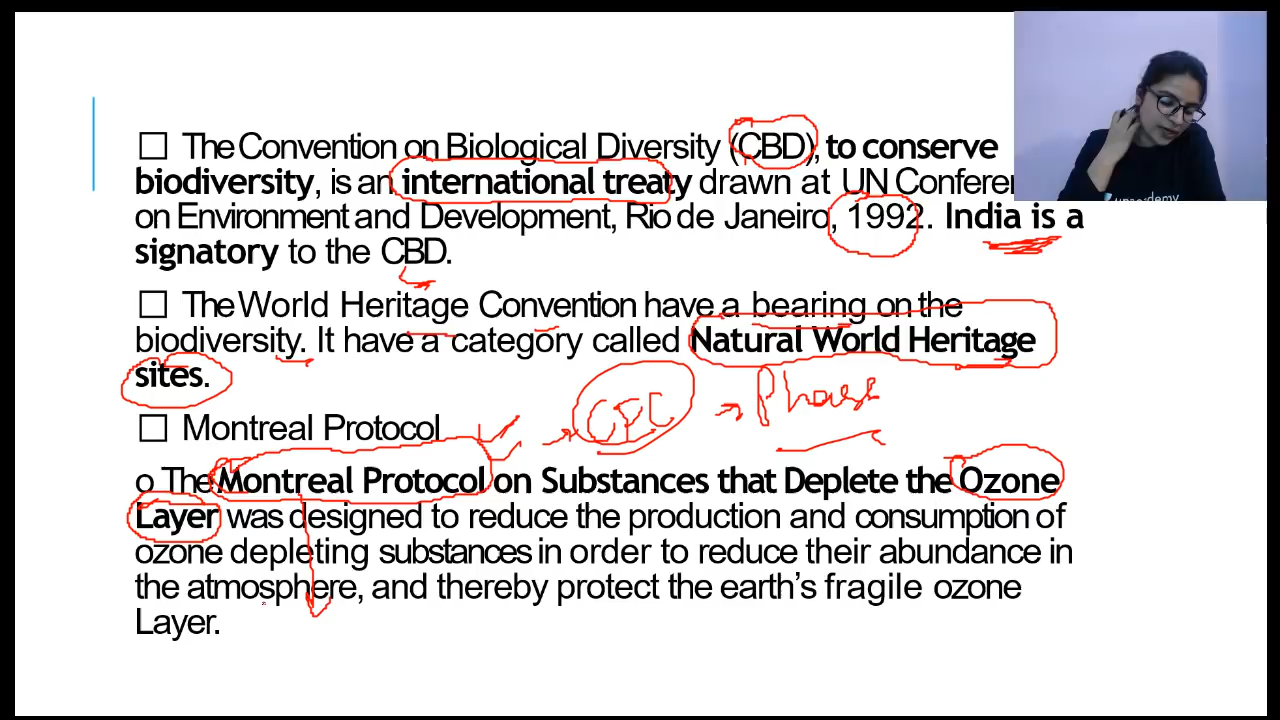 ☐ The Convention on Biological Diversity (CBD), to conserve
biodiversity, is an international treaty drawn at UN Confer
on Environment and Development, Rio de Janeiro, 1992. India is a
signatory to the CBD.
☐ The World Heritage Convention have a bearing on the
biodiversity. It have a category called Natural World Heritage
sites.
CFC → Phase
☐ Montreal Protocol
o The Montreal Protocol on Substances that Deplete the Ozone
Layer was designed to reduce the production and consumption of
ozone depleting substances in order to reduce their abundance in
the atmosphere, and thereby protect the earth's fragile ozone
Layer.